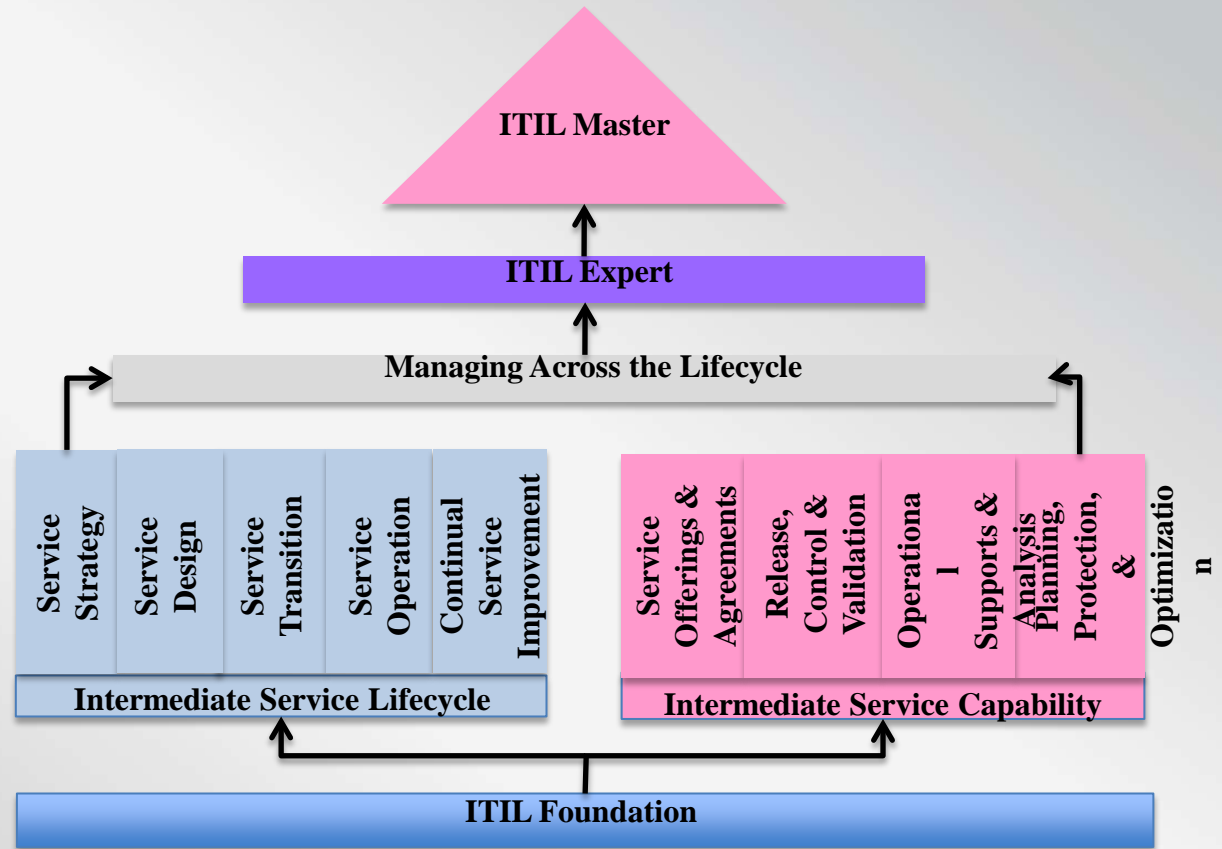 ITIL Master
ITIL Expert
Managing Across the Lifecycle
Service
Strategy
Service
Design
Service
Transition
Service
Operation
Continual
Service
Improvement
Service
Offerings &
Agreements
Release,
Control &
Validation
Operationa
l
Supports &
Analysis
Planning,
Protection,
&
Optimizatio
n
Intermediate Service Lifecycle
Intermediate Service Capability
ITIL Foundation